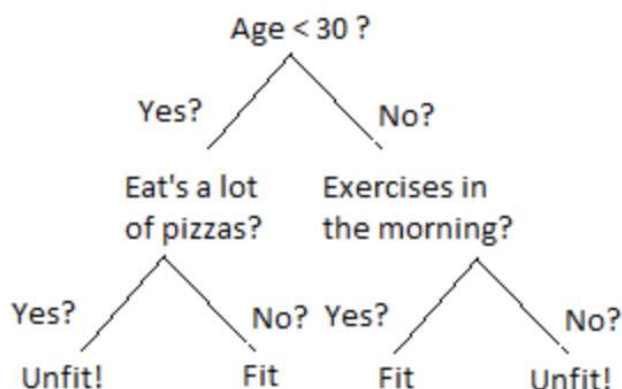 Age < 30 ?
Yes?
No?
Eat's a lot
of pizzas?
Exercises in
the morning?
Yes?
No?
Yes?
No?
Unfit!
Fit
Fit
Unfit!